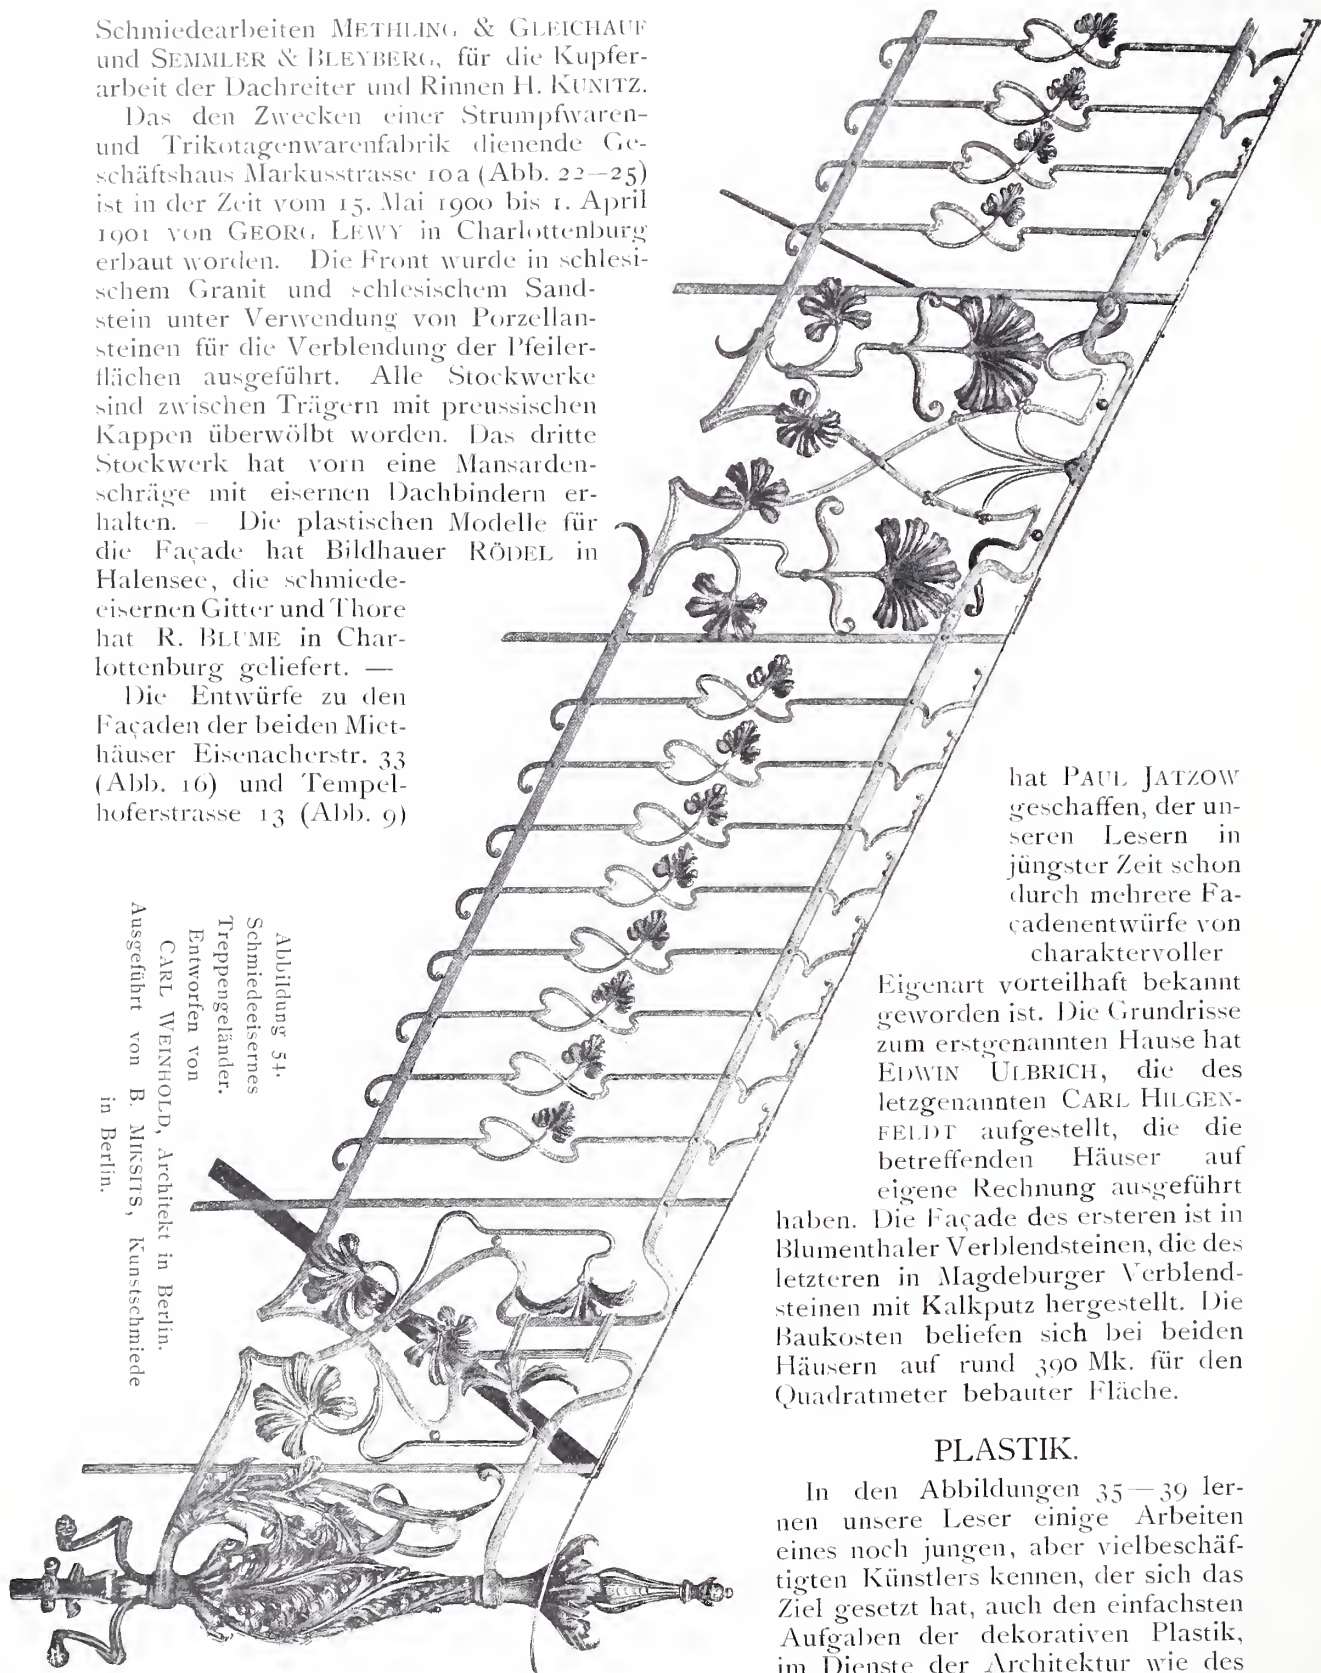 Schmiedearbeiten METHLING & GLEICHAUF
und SEMMLER & BLEYBERG, für die Kupfer-
arbeit der Dachreiter und Rinnen H. KUNITZ.
Das den Zwecken einer Strumpfwaren-
und Trikotagenwarenfabrik dienende Ge-
schäftshaus Markusstrasse 10a (Abb. 22—25)
ist in der Zeit vom 15. Mai 1900 bis 1. April
1901 von GEORG LEWY in Charlottenburg
erbaut worden. Die Front wurde in schlesi-
schem Granit und schlesischem Sand-
stein unter Verwendung von Porzellan-
steinen für die Verblendung der Pfeiler-
flächen ausgeführt. Alle Stockwerke
sind zwischen Trägern mit preussischen
Kappen überwölbt worden. Das dritte
Stockwerk hat vorn eine Mansarden-
schräge mit eisernen Dachbindern er-
halten. — Die plastischen Modelle für
die Façade hat Bildhauer RÖDEL in
Halensee, die schmiede-
eisernen Gitter und Thore
hat R. BLUME in Char-
lottenburg geliefert. —
Die Entwürfe zu den
Façaden der beiden Miet-
häuser Eisenacherstr. 33
(Abb. 16) und Tempel-
hoferstrasse 13 (Abb. 9)
Abbildung 54.
Schmiedeeisernes
Treppengeländer.
Entworfen von
CARL WEINHOLD, Architekt in Berlin.
Ausgeführt von B. MIKSITS, Kunstschmiede
in Berlin.
hat PAUL JATZOW
geschaffen, der un-
seren Lesern in
jüngster Zeit schon
durch mehrere Fa-
çadenentwürfe von
charaktervoller
Eigenart vorteilhaft bekannt
geworden ist. Die Grundrisse
zum erstgenannten Hause hat
EDWIN ULBRICH, die des
letzgenannten CARL HILGEN-
FELDT aufgestellt, die die
betreffenden Häuser auf
eigene Rechnung ausgeführt
haben. Die Façade des ersteren ist in
Blumenthaler Verblendsteinen, die des
letzteren in Magdeburger Verblend-
steinen mit Kalkputz hergestellt. Die
Baukosten beliefen sich bei beiden
Häusern auf rund 390 Mk. für den
Quadratmeter bebauter Fläche.
PLASTIK.
In den Abbildungen 35—39 ler-
nen unsere Leser einige Arbeiten
eines noch jungen, aber vielbeschäf-
tigten Künstlers kennen, der sich das
Ziel gesetzt hat, auch den einfachsten
Aufgaben der dekorativen Plastik,
im Dienste der Architektur wie des